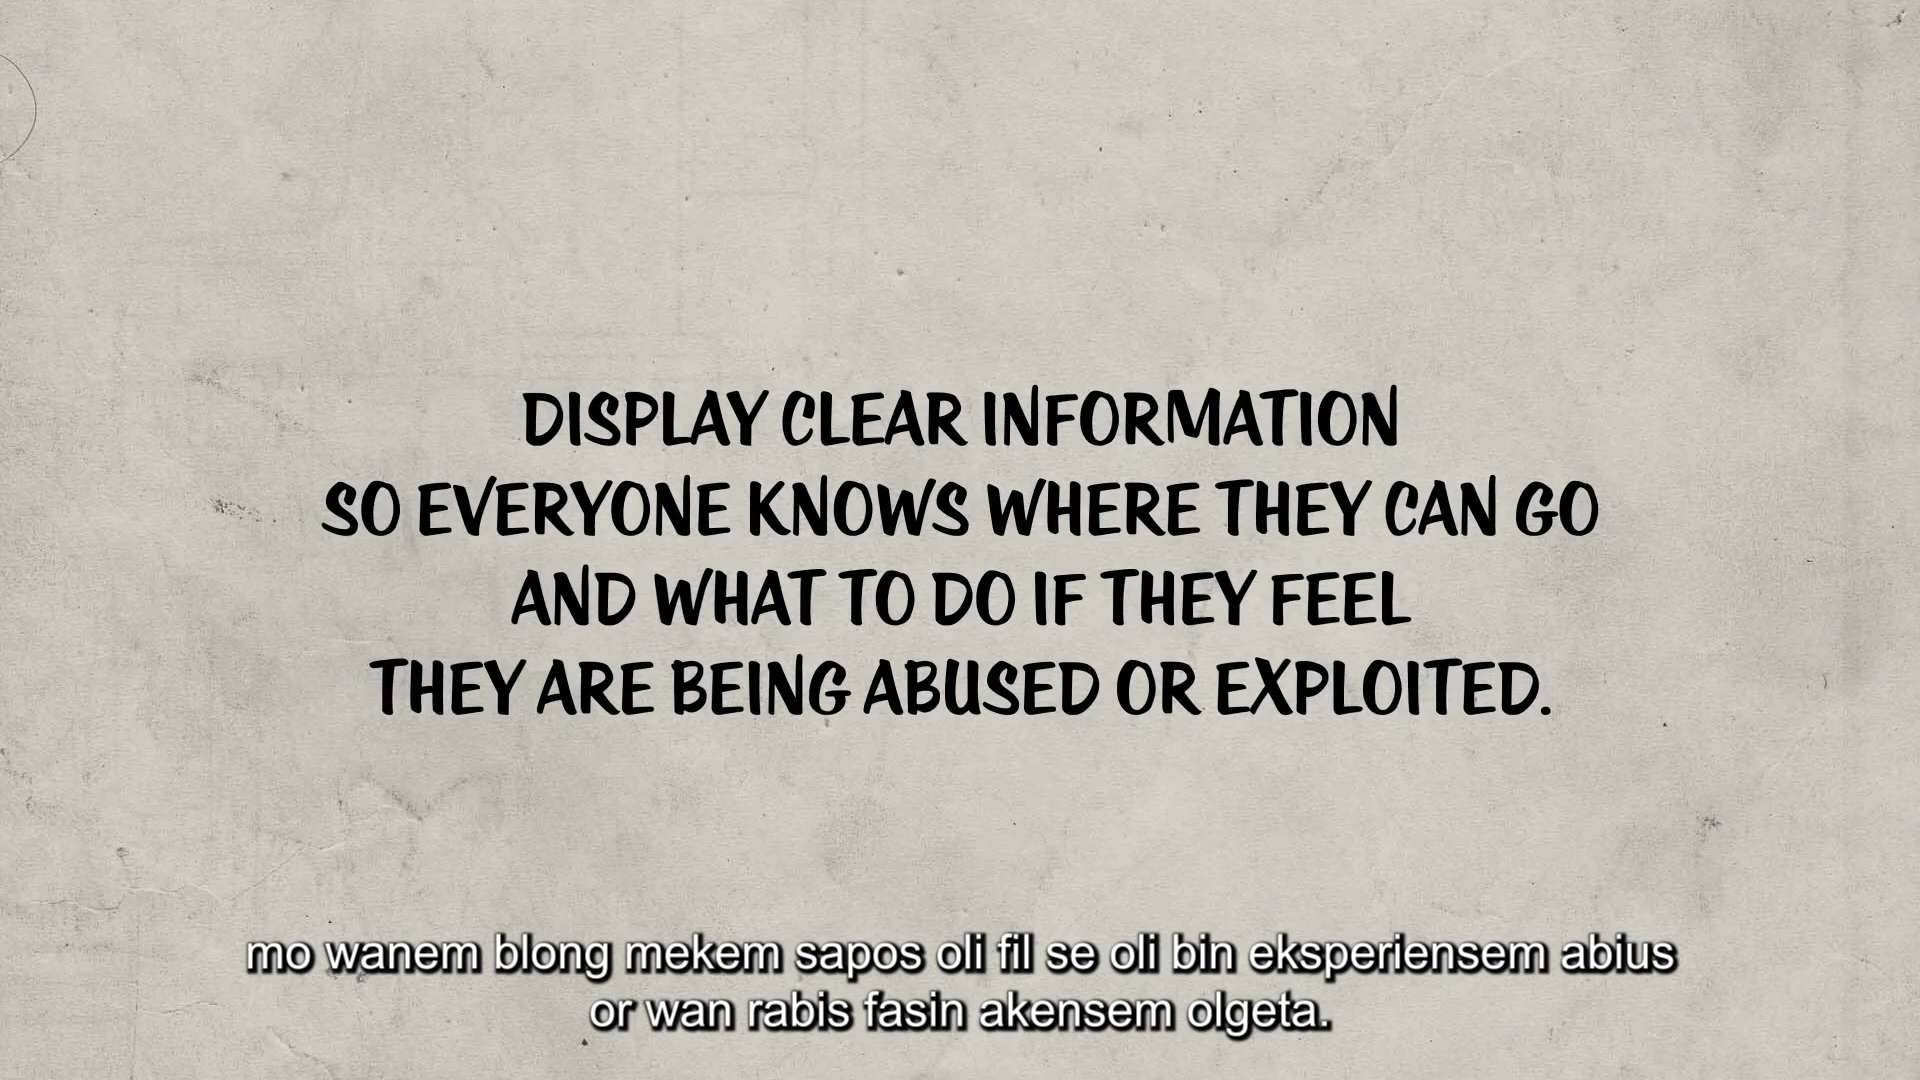 DISPLAY CLEAR INFORMATION
SO EVERYONE KNOWS WHERE THEY CAN GO
AND WHAT TO DO IF THEY FEEL
THEY ARE BEING ABUSED OR EXPLOITED.
mo wanem blong mekem sapos oli fil se oli bin eksperiensem abius
or wan rabis fasin akensem olgeta.